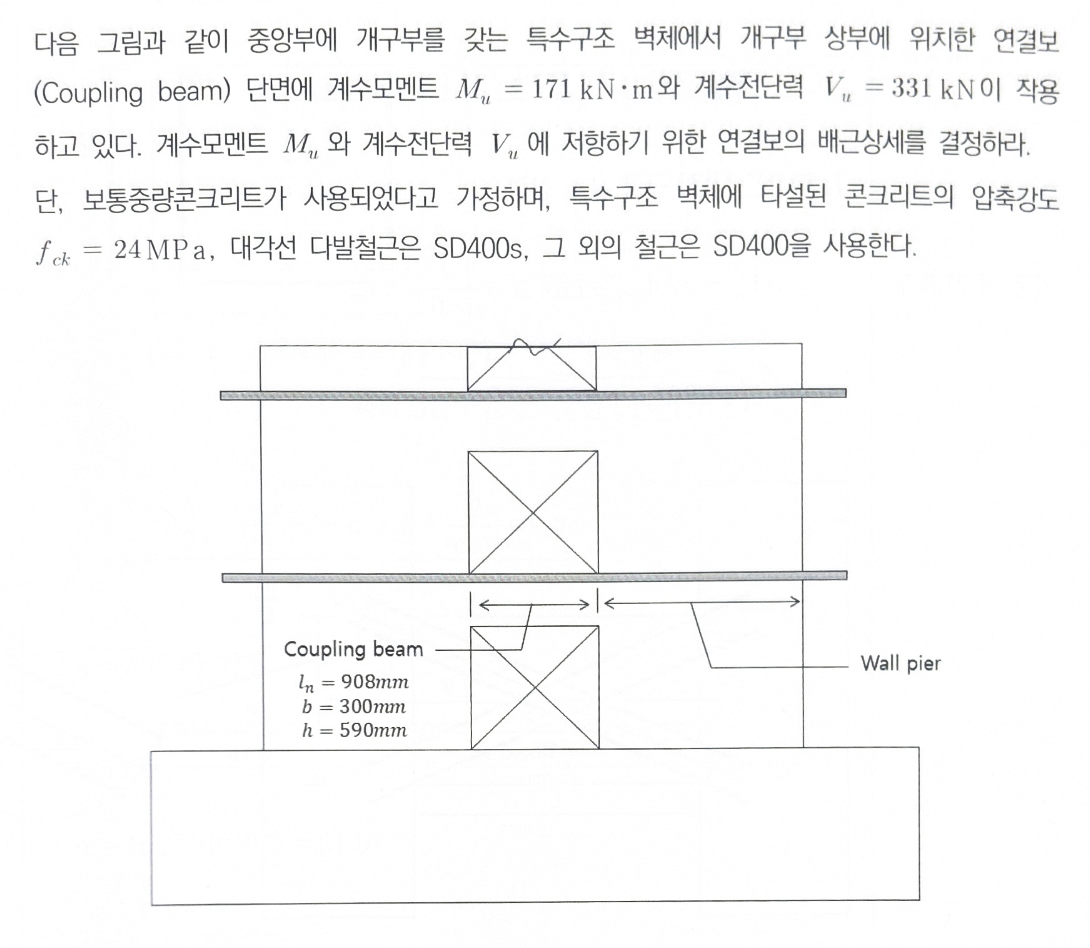 다음 그림과 같이 중앙부에 개구부를 갖는 특수구조 벽체에서 개구부 상부에 위치한 연결보
(Coupling beam) 단면에 계수모멘트 M_u = 171 kN·m와 계수전단력 V_u = 331 kN이 작용
하고 있다. 계수모멘트 M_u 와 계수전단력 V_u 에 저항하기 위한 연결보의 배근상세를 결정하라.
단, 보통중량콘크리트가 사용되었다고 가정하며, 특수구조 벽체에 타설된 콘크리트의 압축강도
f_ck = 24 MPa, 대각선 다발철근은 SD400s, 그 외의 철근은 SD400을 사용한다.
Coupling beam
l_n = 908mm
b = 300mm
h = 590mm
Wall pier